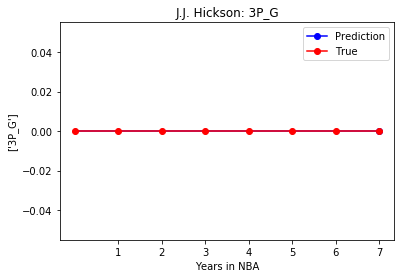 J.J. Hickson: 3P_G
Prediction
True
0.04
0.02
0.00
−0.02
−0.04
['3P_G']
1 2 3 4 5 6 7
Years in NBA